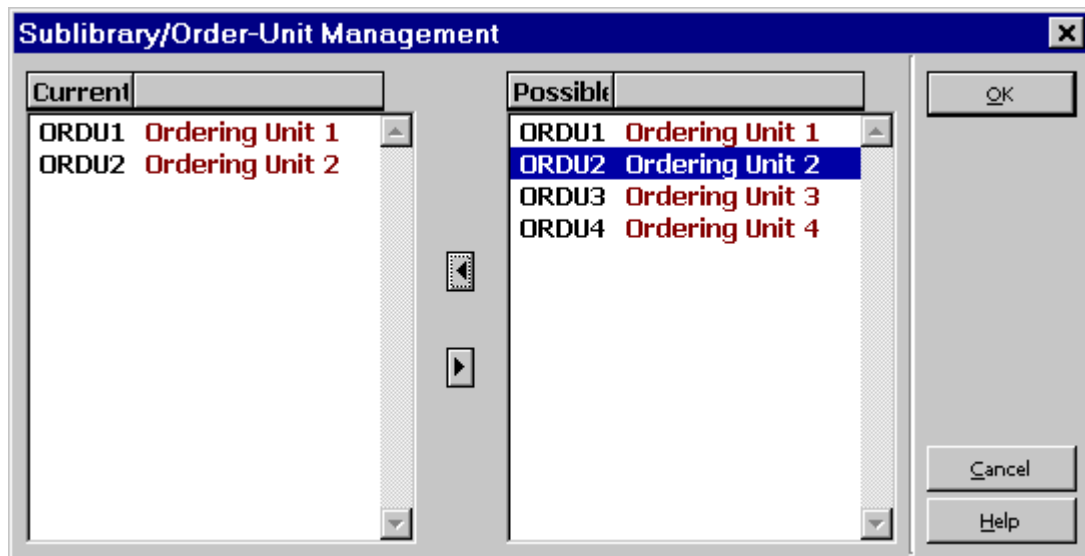 Sublibrary/Order-Unit Management
Current
ORDU1 Ordering Unit 1
ORDU2 Ordering Unit 2
Possible
ORDU1 Ordering Unit 1
ORDU2 Ordering Unit 2
ORDU3 Ordering Unit 3
ORDU4 Ordering Unit 4
OK
Cancel
Help